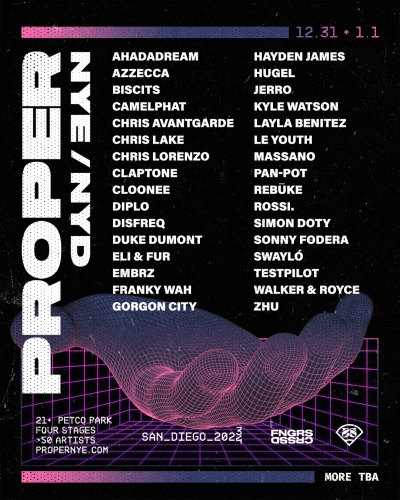 12.31 + 1.1
PROPER
NYE / NYD
AHADADREAM
AZZECCA
BISCITS
CAMELPHAT
CHRIS AVANTGARDE
CHRIS LAKE
CHRIS LORENZO
CLAPTONE
CLOONEE
DIPLO
DISFREQ
DUKE DUMONT
ELI & FUR
EMBRZ
FRANKY WAH
GORGON CITY
HAYDEN JAMES
HUGEL
JERRO
KYLE WATSON
LAYLA BENITEZ
LE YOUTH
MASSANO
PAN-POT
REBŪKE
ROSSI.
SIMON DOTY
SONNY FODERA
SWAYLÓ
TESTPILOT
WALKER & ROYCE
ZHU
21+ PETCO PARK
FOUR STAGES
>50 ARTISTS
PROPERNYE.COM
SAN_DIEGO_2022
FNGRS
CRSSD
MORE TBA